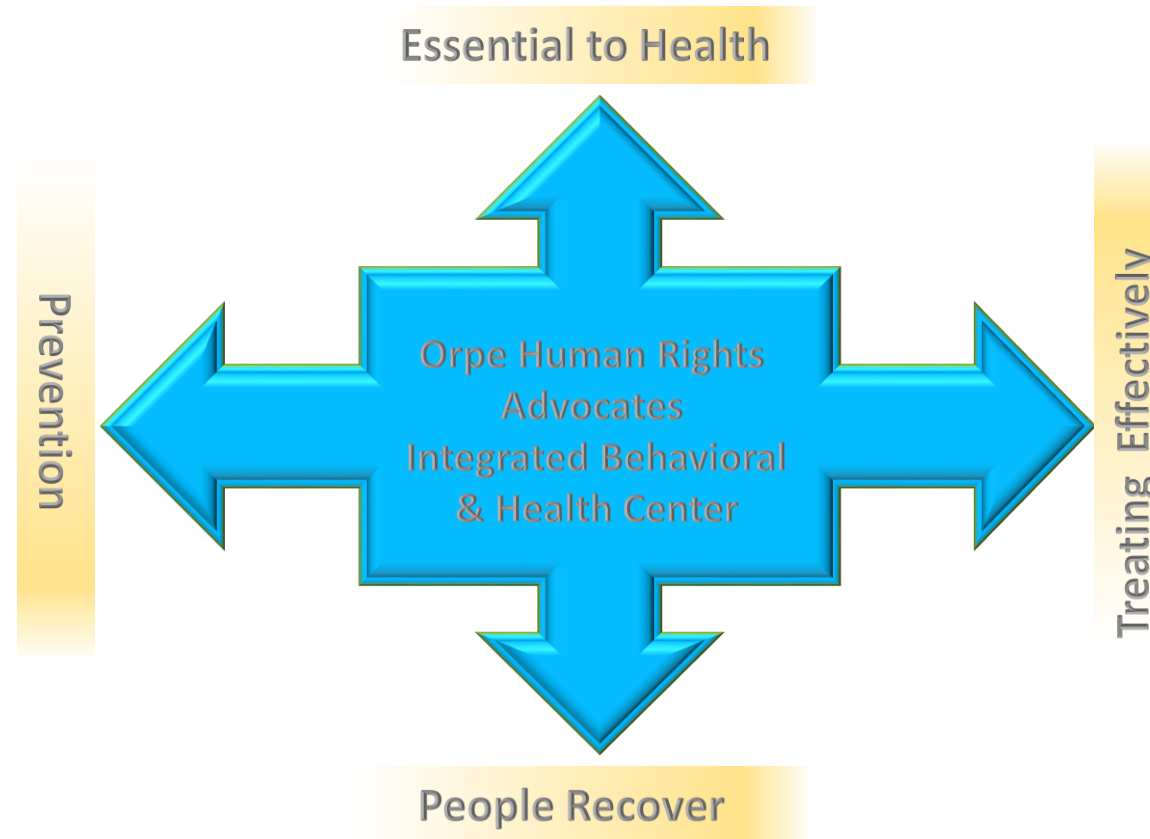 Essential to Health
Prevention
Orpe Human Rights
Advocates
Integrated Behavioral
& Health Center
Treating Effectively
People Recover